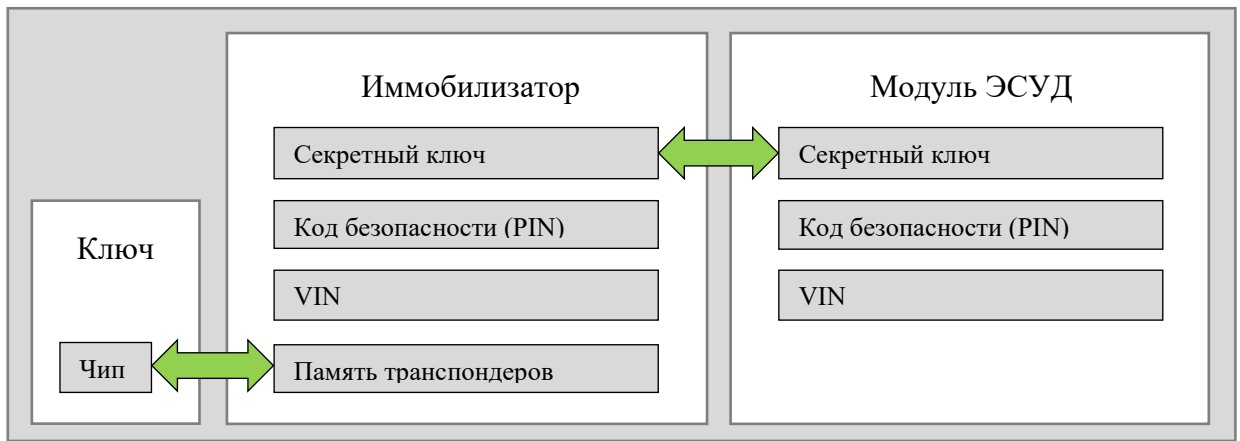 Иммобилизатор
Секретный ключ
Код безопасности (PIN)
VIN
Память транспондеров
Модуль ЭСУД
Секретный ключ
Код безопасности (PIN)
VIN
Ключ
Чип